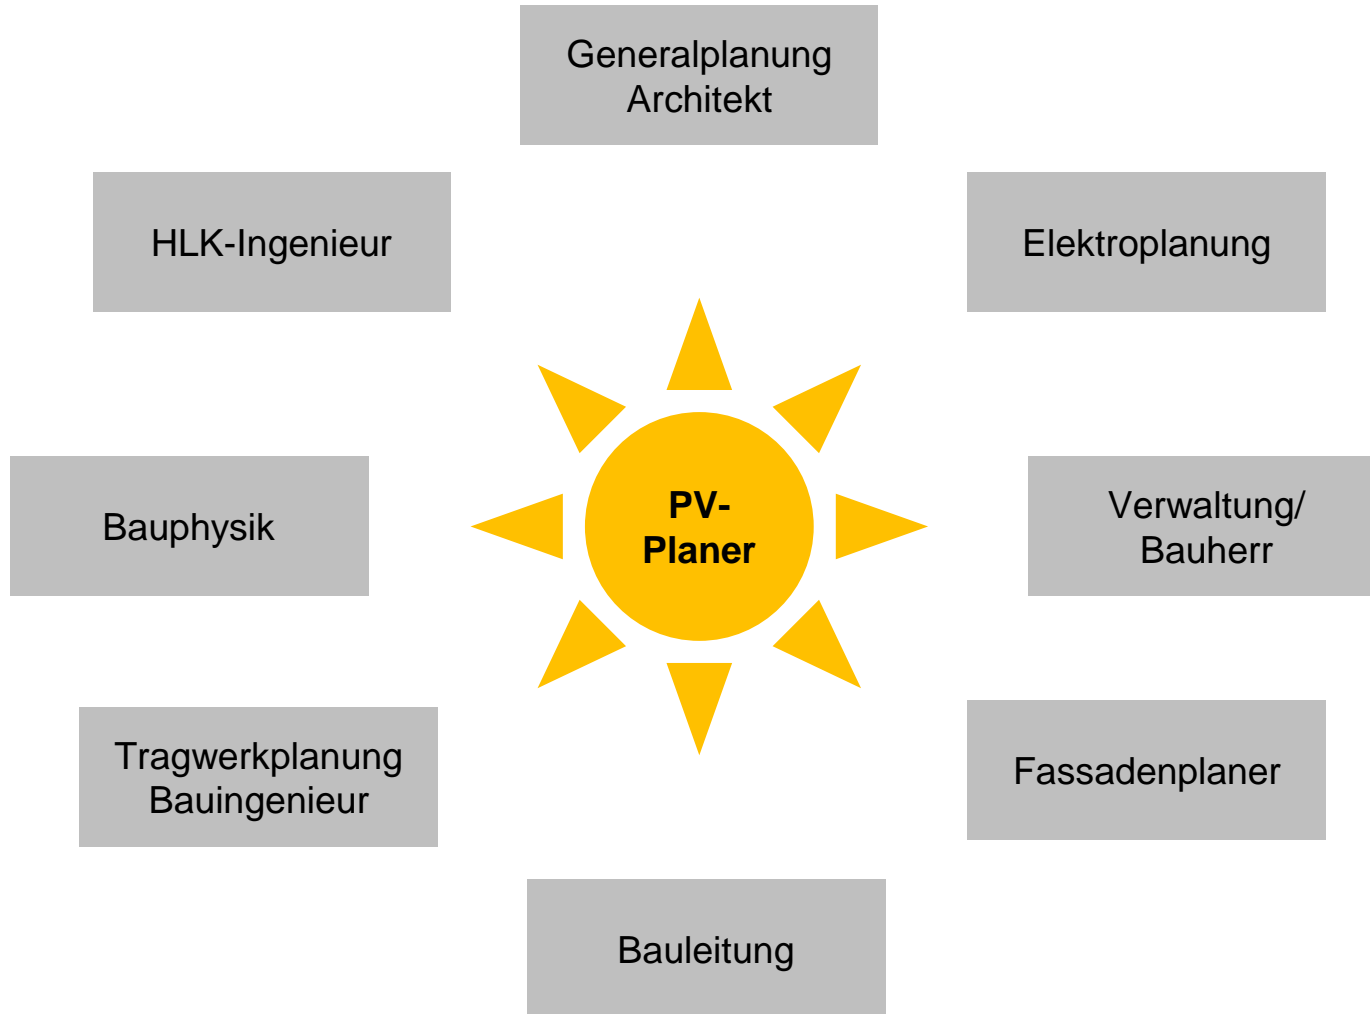 Generalplanung
Architekt
HLK-Ingenieur
Elektroplanung
PV-
Planer
Bauphysik
Verwaltung/
Bauherr
Tragwerkplanung
Bauingenieur
Fassadenplaner
Bauleitung